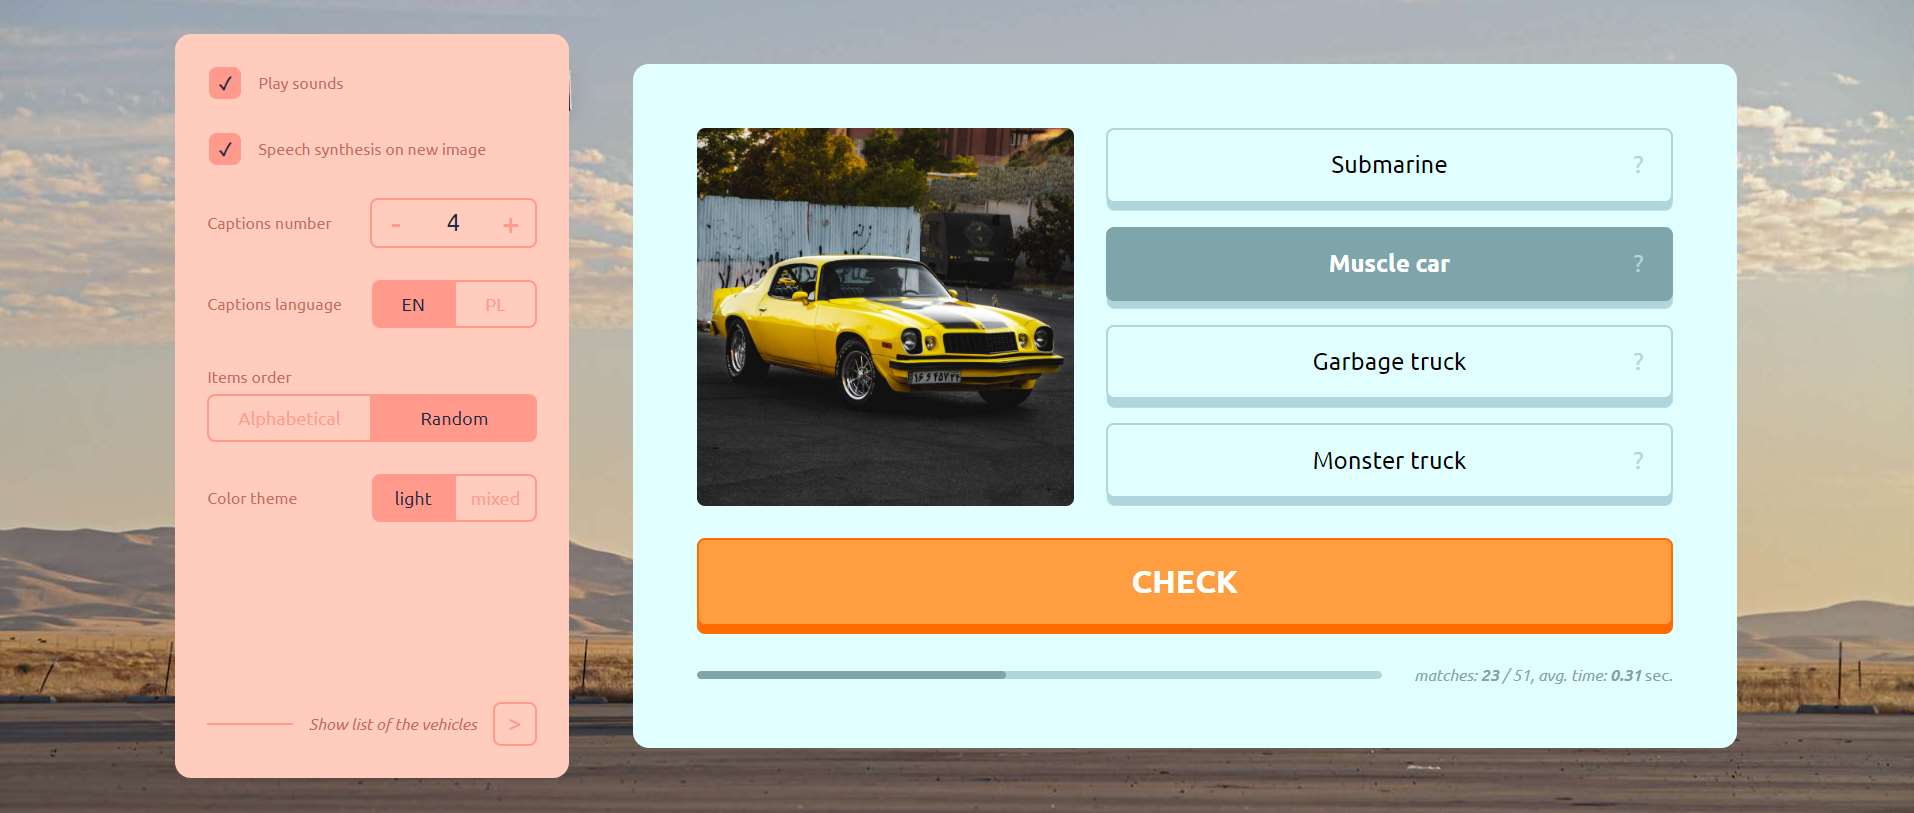 ✓ Play sounds
✓ Speech synthesis on new image
Captions number - 4 +
Captions language EN PL
Items order
Alphabetical Random
Color theme light mixed
Show list of the vehicles >
Submarine ?
Muscle car ?
Garbage truck ?
Monster truck ?
CHECK
matches: 23 / 51, avg. time: 0.31 sec.